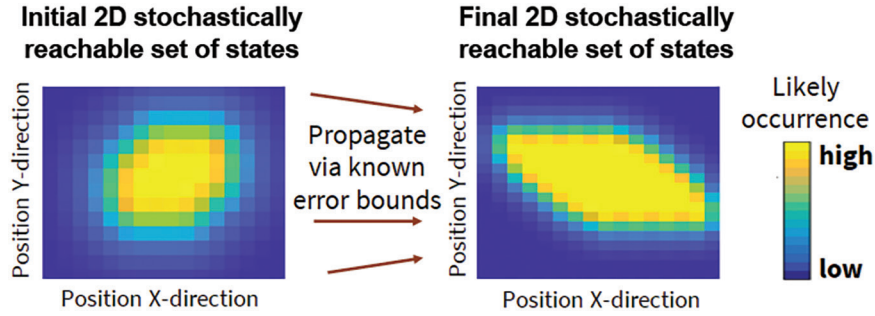 Initial 2D stochastically
reachable set of states
Position Y-direction
Position X-direction
Propagate
via known
error bounds
Final 2D stochastically
reachable set of states
Position Y-direction
Position X-direction
Likely
occurrence
high
low